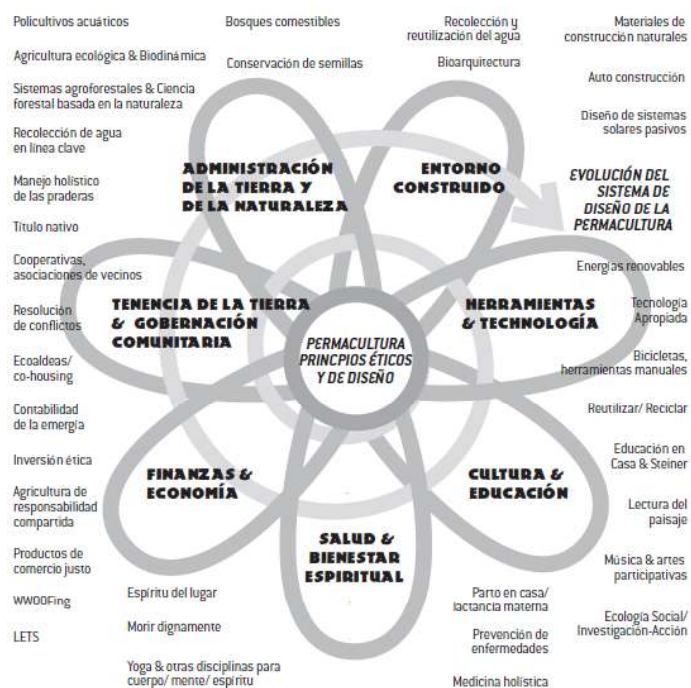 Policultivos acuáticos
Agricultura ecológica & Biodinámica
Sistemas agroforestales & Ciencia
forestal basada en la naturaleza
Recolección de agua
en línea clave
Manejo holístico
de las praderas
Título nativo
Cooperativas,
asociaciones de vecinos
Resolución
de conflictos
Ecoaldeas/
co-housing
Contabilidad
de la emergía
Inversión ética
Agricultura de
responsabilidad
compartida
Productos de
comercio justo
WWOOFing
LETS
Bosques comestibles
Conservación de semillas
Recolección y
reutilización del agua
Bioarquitectura
Materiales de
construcción naturales
Auto construcción
Diseño de sistemas
solares pasivos
EVOLUCIÓN DEL
SISTEMA DE
DISEÑO DE LA
PERMACULTURA
Energías renovables
Tecnología
Apropiada
Bicicletas,
herramientas manuales
Reutilizar/ Reciclar
Educación en
Casa & Steiner
Lectura del
paisaje
Música & artes
participativas
Ecología Social/
Investigación-Acción
ADMINISTRACIÓN
DE LA TIERRA Y
DE LA NATURALEZA
ENTORNO
CONSTRUIDO
TENENCIA DE LA TIERRA
& GOBERNACIÓN
COMUNITARIA
PERMACULTURA
PRINCPIOS ÉTICOS
Y DE DISEÑO
HERRAMIENTAS
& TECHNOLOGÍA
FINANZAS &
ECONOMÍA
CULTURA &
EDUCACIÓN
SALUD &
BIENESTAR
ESPIRITUAL
Espíritu del lugar
Morir dignamente
Yoga & otras disciplinas para
cuerpo/ mente/ espíritu
Parto en casa/
lactancia materna
Prevención de
enfermedades
Medicina holística